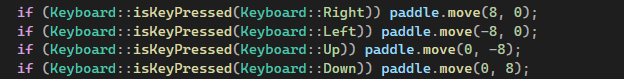 if (Keyboard::isKeyPressed(Keyboard::Right)) paddle.move(8, 0);
if (Keyboard::isKeyPressed(Keyboard::Left)) paddle.move(-8, 0);
if (Keyboard::isKeyPressed(Keyboard::Up)) paddle.move(0, -8);
if (Keyboard::isKeyPressed(Keyboard::Down)) paddle.move(0, 8);